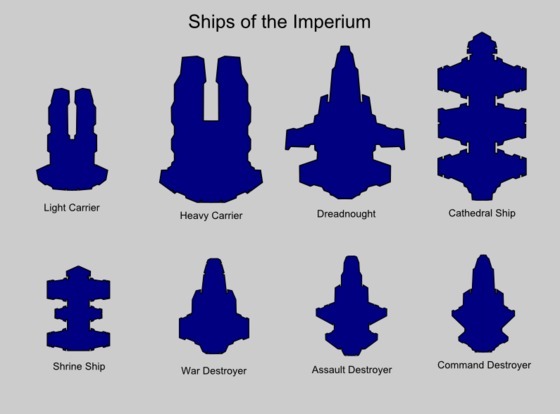 Ships of the Imperium
Light Carrier
Heavy Carrier
Dreadnought
Cathedral Ship
Shrine Ship
War Destroyer
Assault Destroyer
Command Destroyer